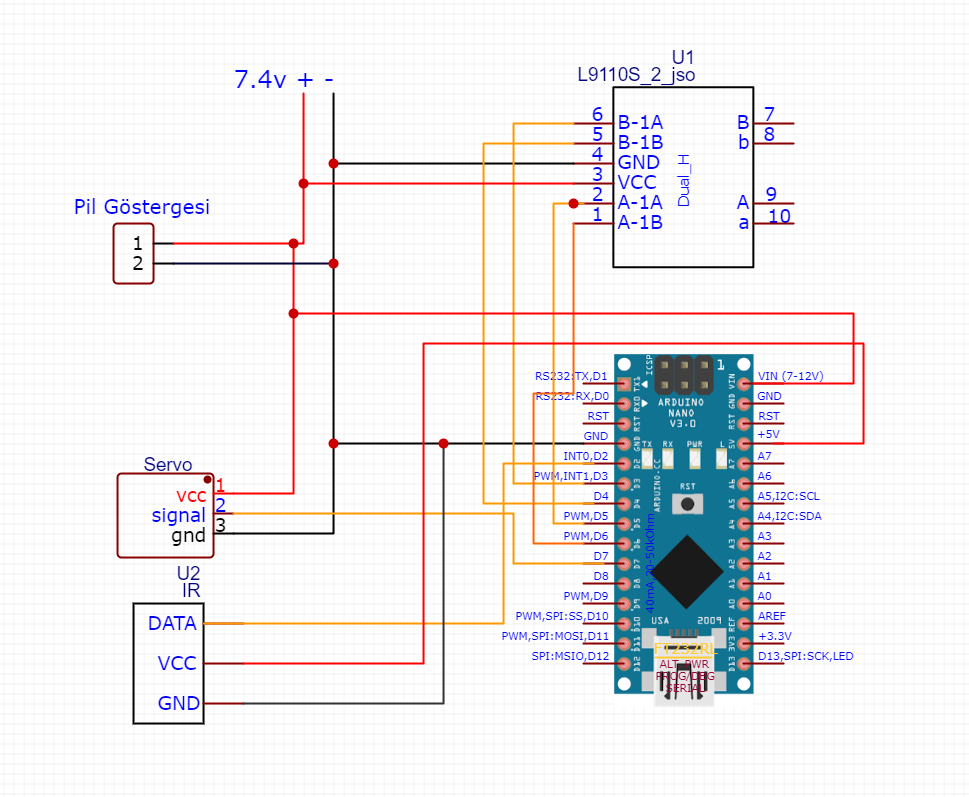 7.4v + -
U1
L9110S_2_jso
6 B-1A
5 B-1B
4 GND
3 VCC
2 A-1A
1 A-1B
Dual_H
B 7
b 8
A 9
a 10
Pil Göstergesi
1
2
Servo
vcc 1
signal 2
gnd 3
U2
IR
DATA
VCC
GND
RS232:TX,D1
RS232:RX,D0
RST
GND
INT0,D2
PWM,INT1,D3
D4
PWM,D5
PWM,D6
D7
D8
PWM,D9
PWM,SPI:SS,D10
PWM,SPI:MOSI,D11
SPI:MSIO,D12
ICSP
1
TX1
RX0
RST
GND
D2
D3
D4
D5
D6
D7
D8
D9
D10
D11
D12
ARDUINO
NANO
V3.0
TX RX PWR L
ARDUINO·CC
RST
40mA,20-50kOhm
USA 2009
FT232RL
ALT PWR
PROG/DBG
SERIAL
VIN
GND
RST
5V
A7
A6
A5
A4
A3
A2
A1
A0
REF
3V3
D13
VIN (7-12V)
GND
RST
+5V
A7
A6
A5,I2C:SCL
A4,I2C:SDA
A3
A2
A1
A0
AREF
+3.3V
D13,SPI:SCK,LED